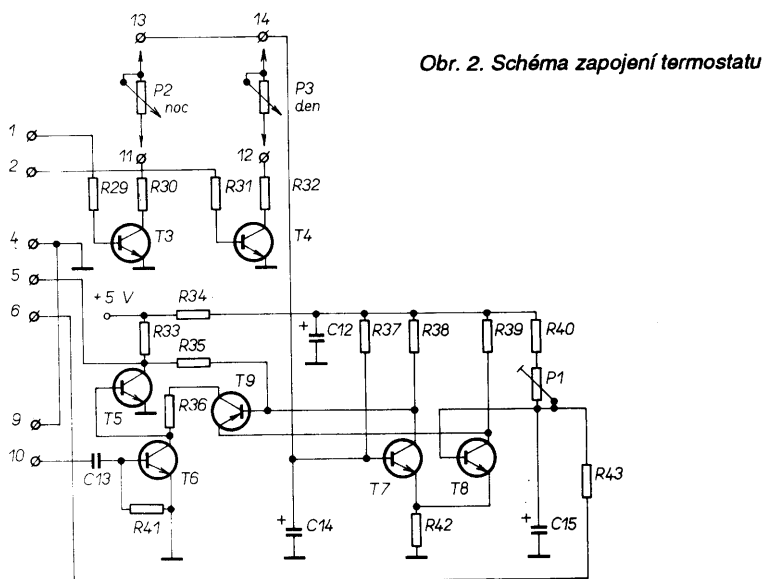 13
14
Obr. 2. Schéma zapojení termostatu
P2
noc
P3
den
1
2
11
12
R29
R30
R31
R32
T3
T4
4
5
6
+5 V
R34
R33
R35
C12
R37
R38
R39
R40
P1
T9
T5
R36
9
10
C13
T6
T7
T8
R43
R41
C14
R42
C15
+
+
+